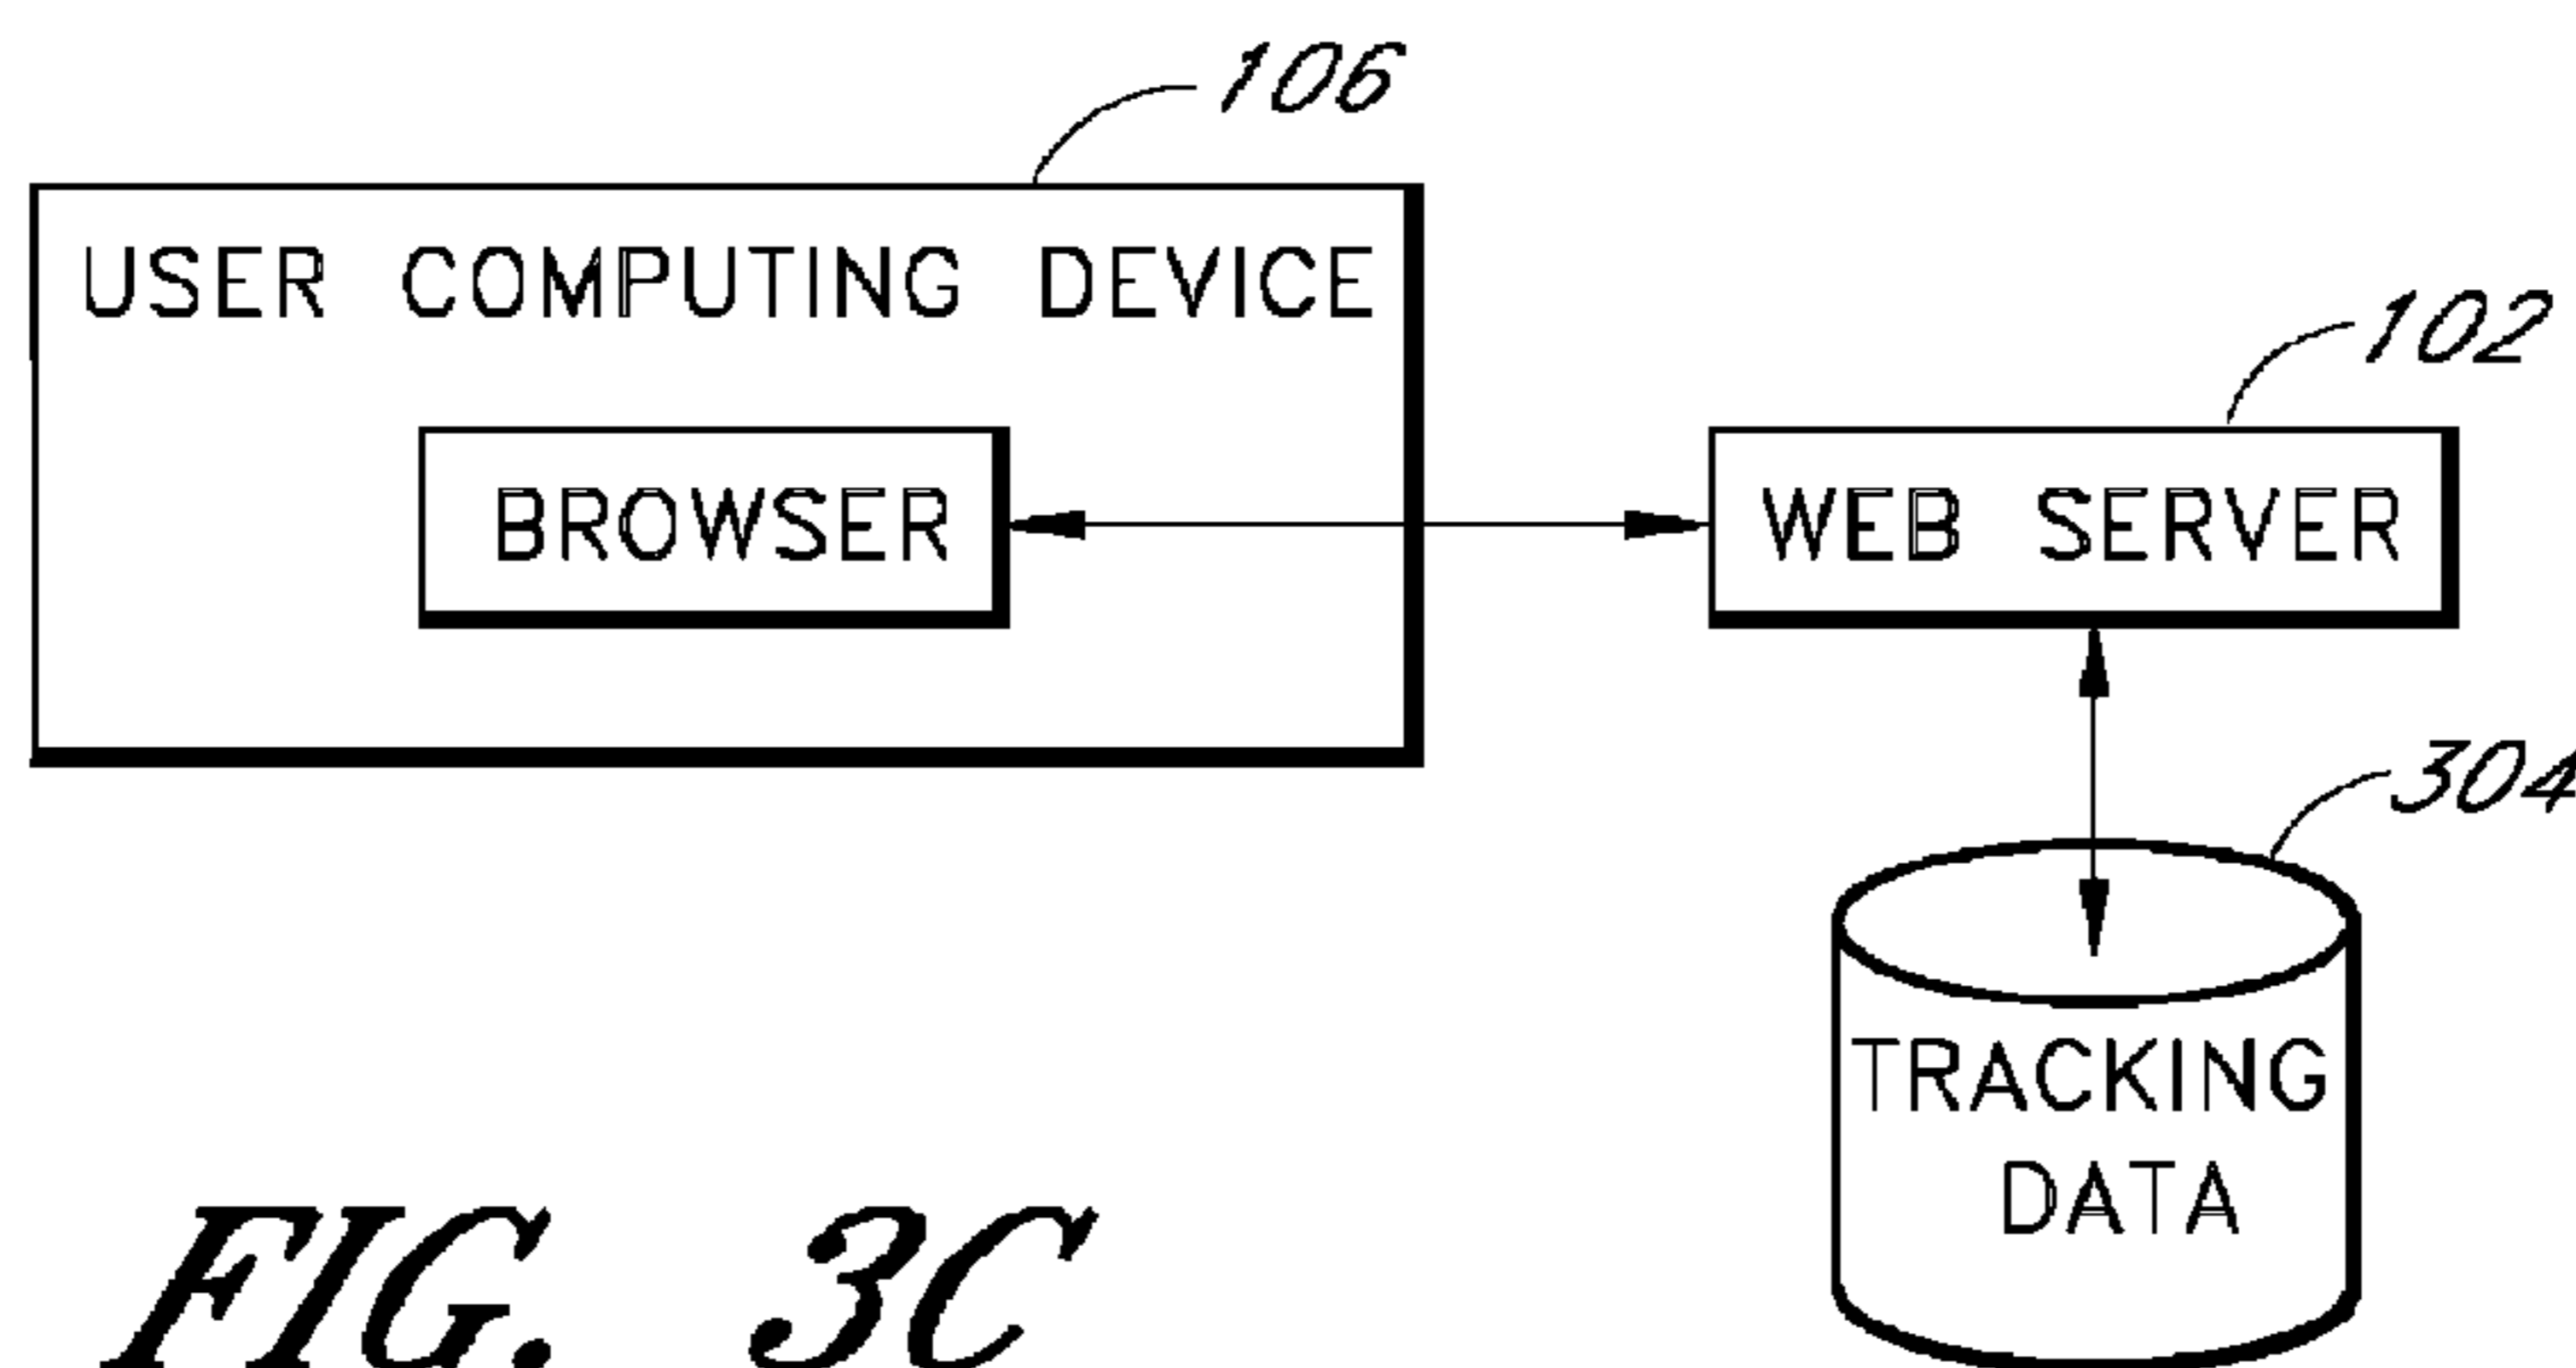 106
USER COMPUTING DEVICE
102
BROWSER
WEB SERVER
304
TRACKING
DATA
FIG. 3C